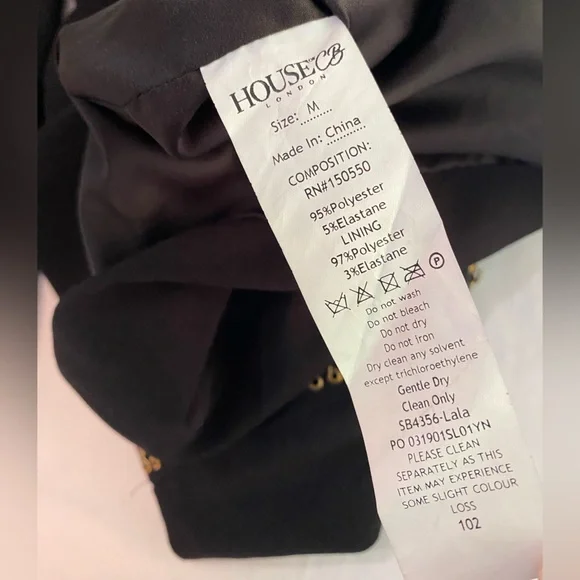 HOUSE OF CB
LONDON
Size: M
Made In: China
COMPOSITION:
RN#150550
95%Polyester
5%Elastane
LINING
97%Polyester
3%Elastane
P
Do not wash
Do not bleach
Do not dry
Do not Iron
Dry clean any solvent
except trichloroethylene
Gentle Dry
Clean Only
SB4356-Lala
PO 031901SL01YN
PLEASE CLEAN
SEPARATELY AS THIS
ITEM MAY EXPERIENCE
SOME SLIGHT COLOUR
LOSS
102